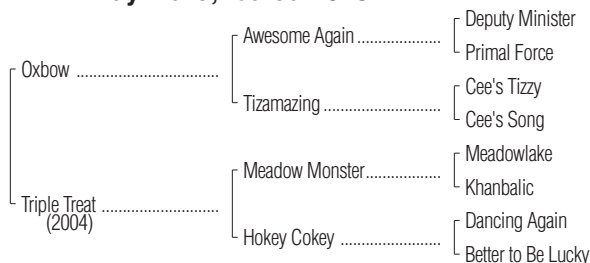 Deputy Minister
Awesome Again
Primal Force
Oxbow
Cee's Tizzy
Tizamazing
Cee's Song
Meadowlake
Meadow Monster
Khanbalic
Triple Treat
(2004)
Dancing Again
Hokey Cokey
Better to Be Lucky